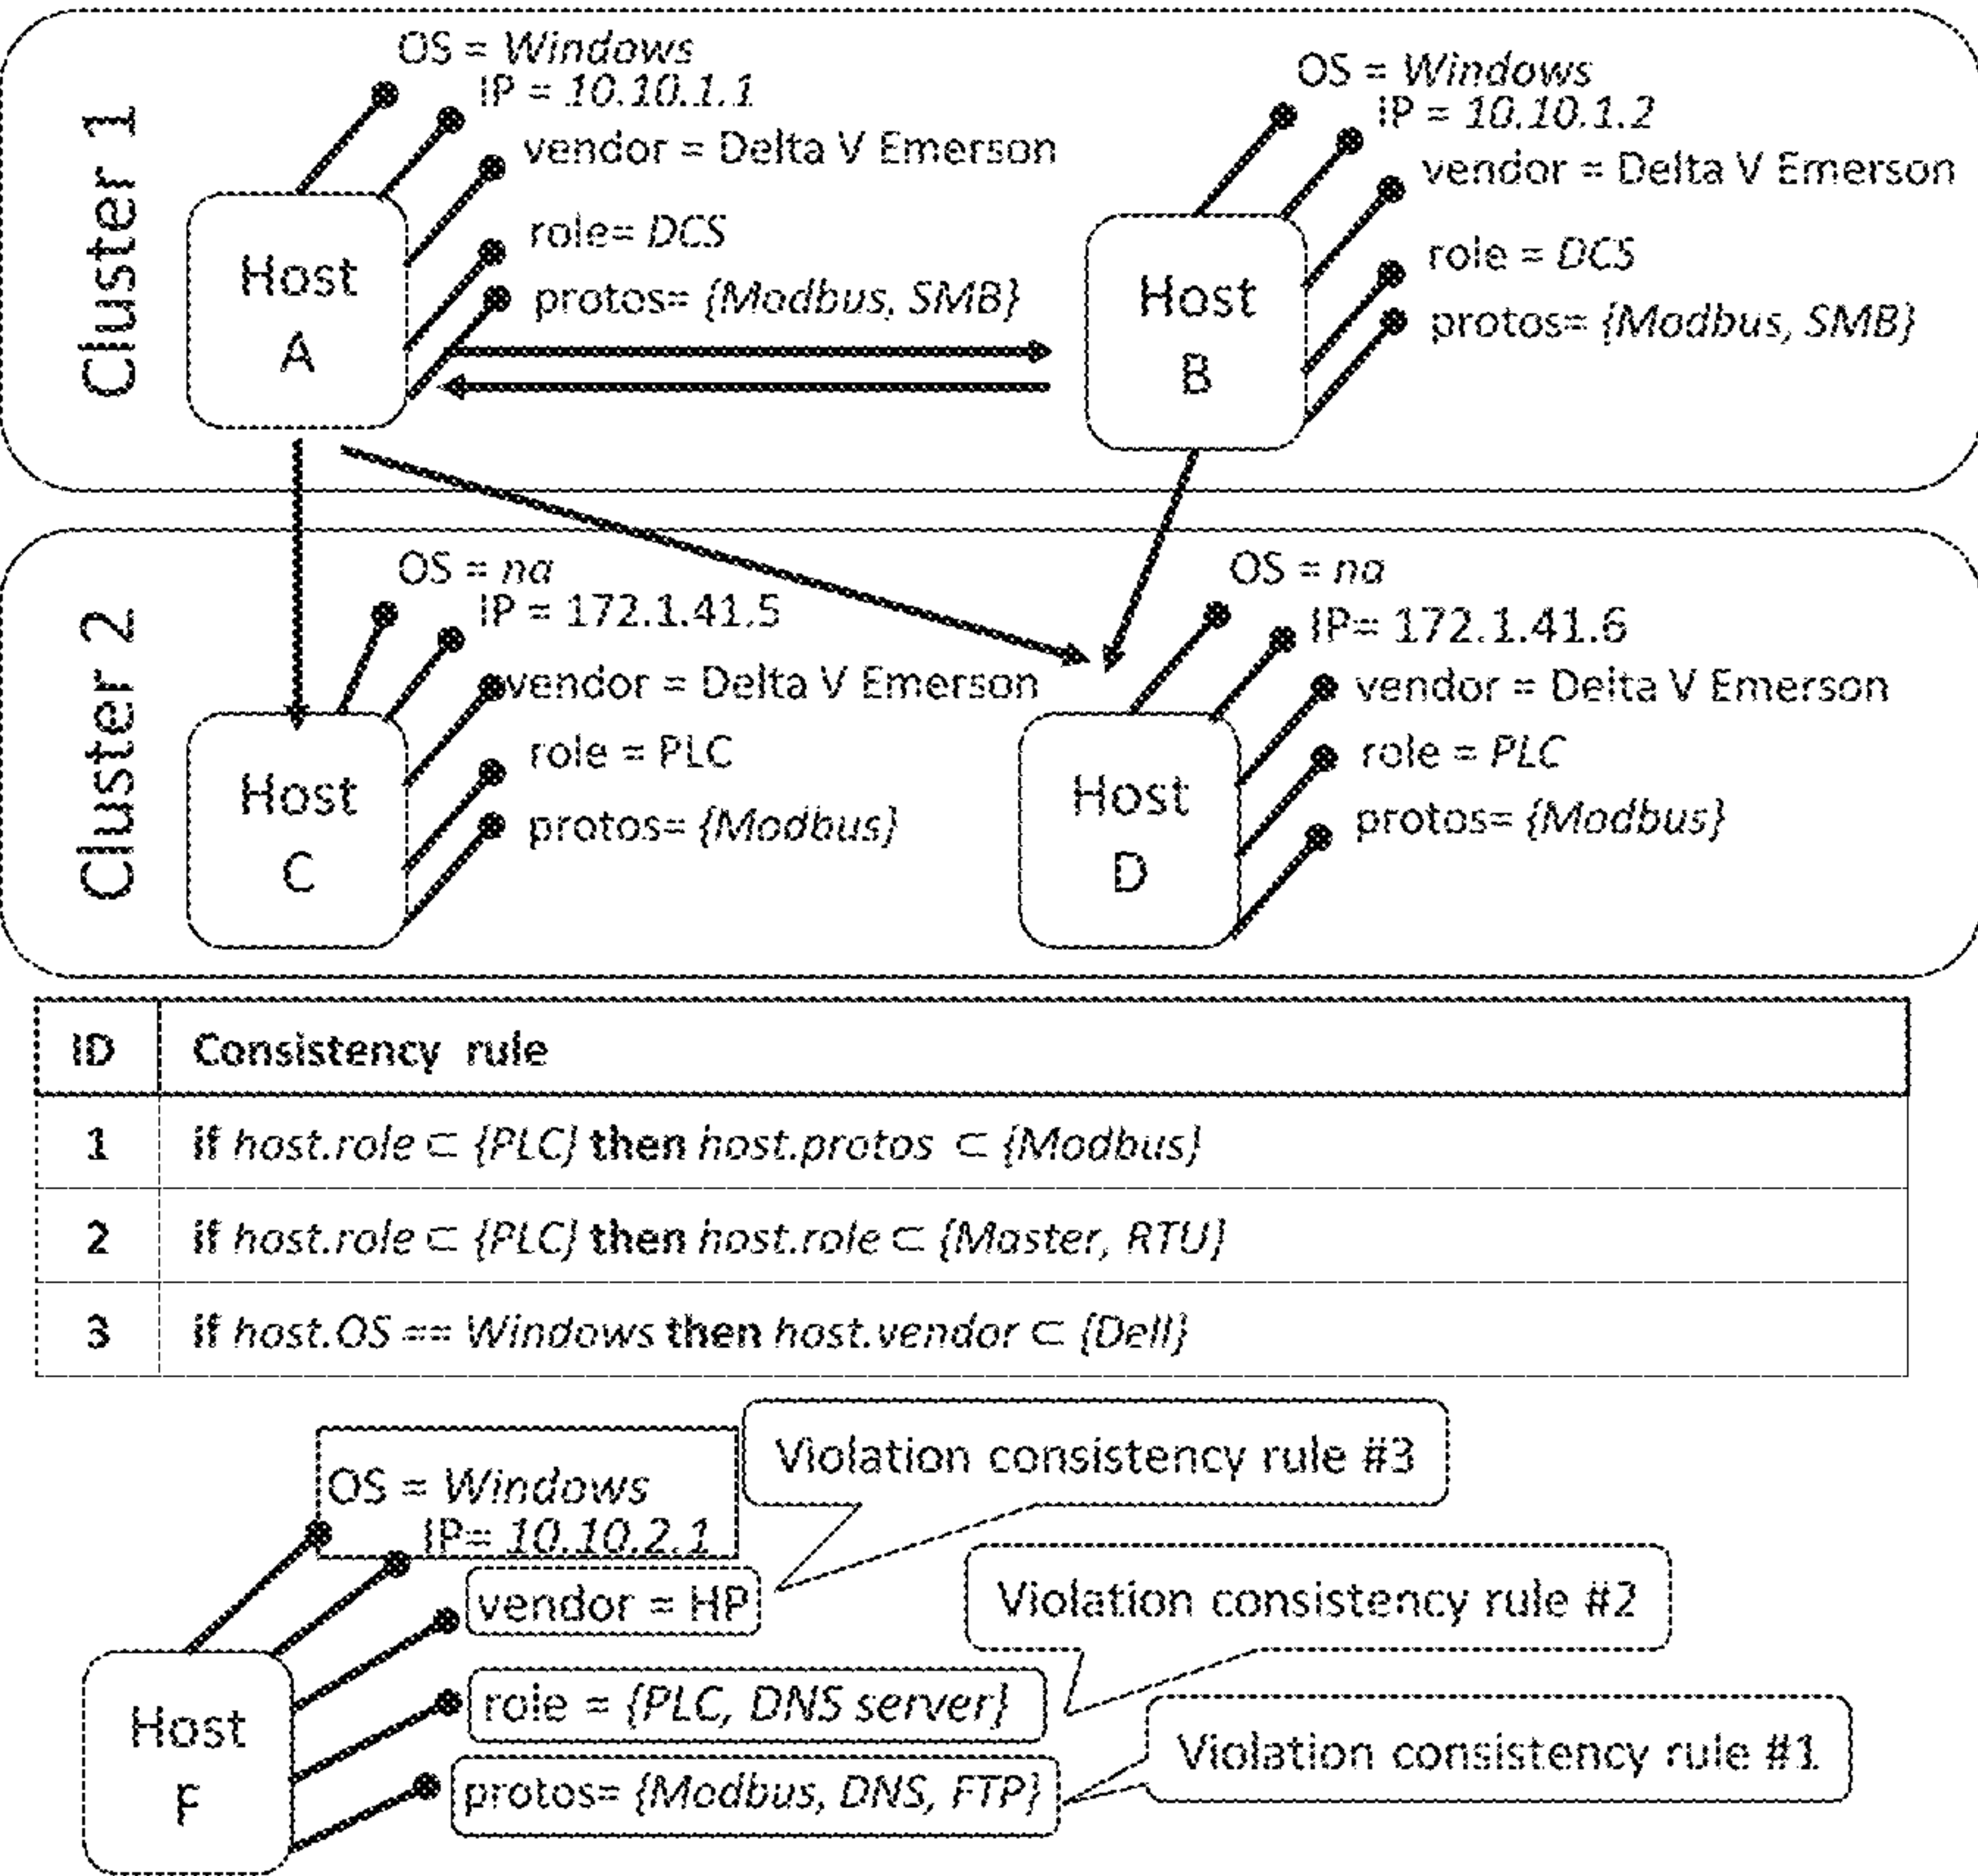 Cluster 1
OS = Windows
IP = 10.10.1.1
vendor = Delta V Emerson
role= DCS
protos= {Modbus, SMB}
Host
A
OS = Windows
IP = 10.10.1.2
vendor = Delta V Emerson
role = DCS
protos= {Modbus, SMB}
Host
B
Cluster 2
OS = na
IP = 172.1.41.5
vendor = Delta V Emerson
role = PLC
protos= {Modbus}
Host
C
OS = na
IP= 172.1.41.6
vendor = Delta V Emerson
role = PLC
protos= {Modbus}
Host
D
ID Consistency rule
1 if host.role ⊂ {PLC} then host.protos ⊂ {Modbus}
2 if host.role ⊂ {PLC} then host.role ⊂ {Master, RTU}
3 if host.OS == Windows then host.vendor ⊂ {Dell}
OS = Windows
IP= 10.10.2.1
vendor = HP
role = {PLC, DNS server}
protos= {Modbus, DNS, FTP}
Host
F
Violation consistency rule #3
Violation consistency rule #2
Violation consistency rule #1